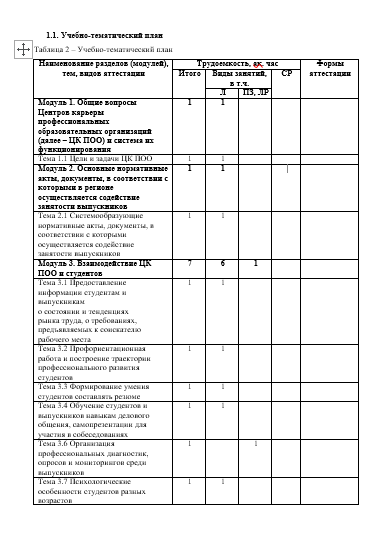 1.1. Учебно-тематический план
Таблица 2 – Учебно-тематический план
Наименование разделов (модулей), тем, видов аттестации
Трудоемкость, ак. час
Формы аттестации
Итого
Виды занятий, в т.ч.
СР
Л
ПЗ, ЛР
Модуль 1. Общие вопросы 1 1
Центров карьеры
профессиональных
образовательных организаций
(далее – ЦК ПОО) и система их
функционирования
Тема 1.1 Цели и задачи ЦК ПОО 1 1
Модуль 2. Основные нормативные 1 1
акты, документы, в соответствии с
которыми в регионе
осуществляется содействие
занятости выпускников
Тема 2.1 Системообразующие 1 1
нормативные акты, документы, в
соответствии с которыми
осуществляется содействие
занятости выпускников
Модуль 3. Взаимодействие ЦК 7 6 1
ПОО и студентов
Тема 3.1 Предоставление 1 1
информации студентам и
выпускникам
о состоянии и тенденциях
рынка труда, о требованиях,
предъявляемых к соискателю
рабочего места
Тема 3.2 Профориентационная 1 1
работа и построение траектории
профессионального развития
студентов
Тема 3.3 Формирование умения 1 1
студентов составлять резюме
Тема 3.4 Обучение студентов и 1 1
выпускников навыкам делового
общения, самопрезентации для
участия в собеседованиях
Тема 3.6 Организация 1 1
профессиональных диагностик,
опросов и мониторингов среди
выпускников
Тема 3.7 Психологические 1 1
особенности студентов разных
возрастов